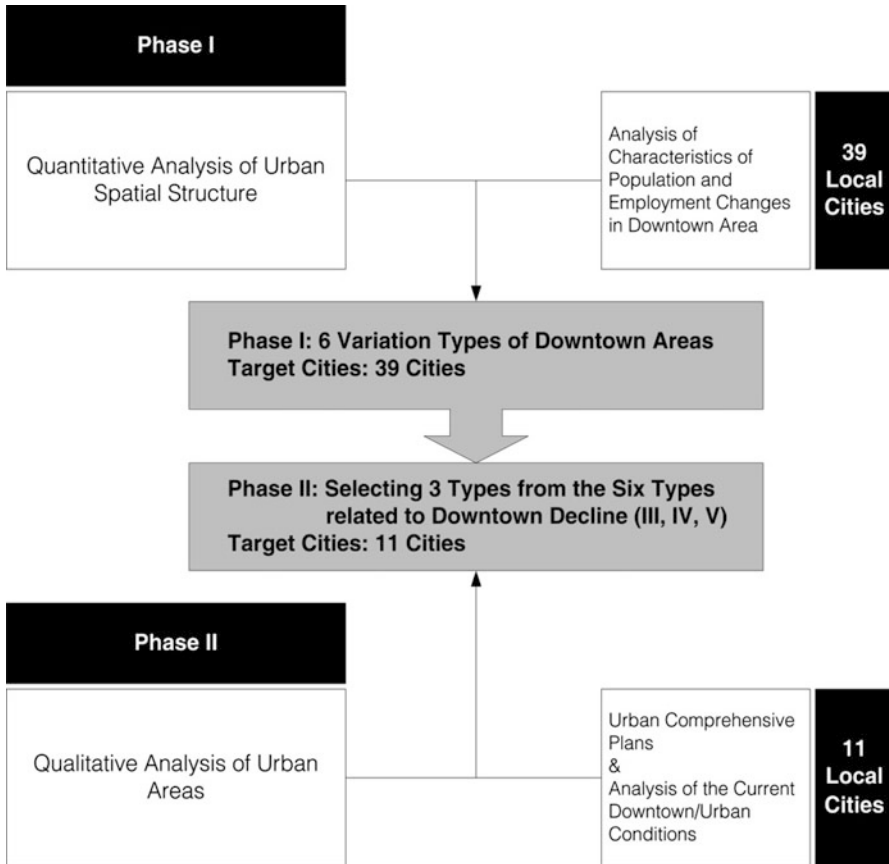 Phase I
Quantitative Analysis of Urban
Spatial Structure
Analysis of
Characteristics of
Population and
Employment Changes
in Downtown Area
39
Local
Cities
Phase I: 6 Variation Types of Downtown Areas
Target Cities: 39 Cities
Phase II: Selecting 3 Types from the Six Types
related to Downtown Decline (III, IV, V)
Target Cities: 11 Cities
Phase II
Qualitative Analysis of Urban
Areas
Urban Comprehensive
Plans
&
Analysis of the Current
Downtown/Urban
Conditions
11
Local
Cities